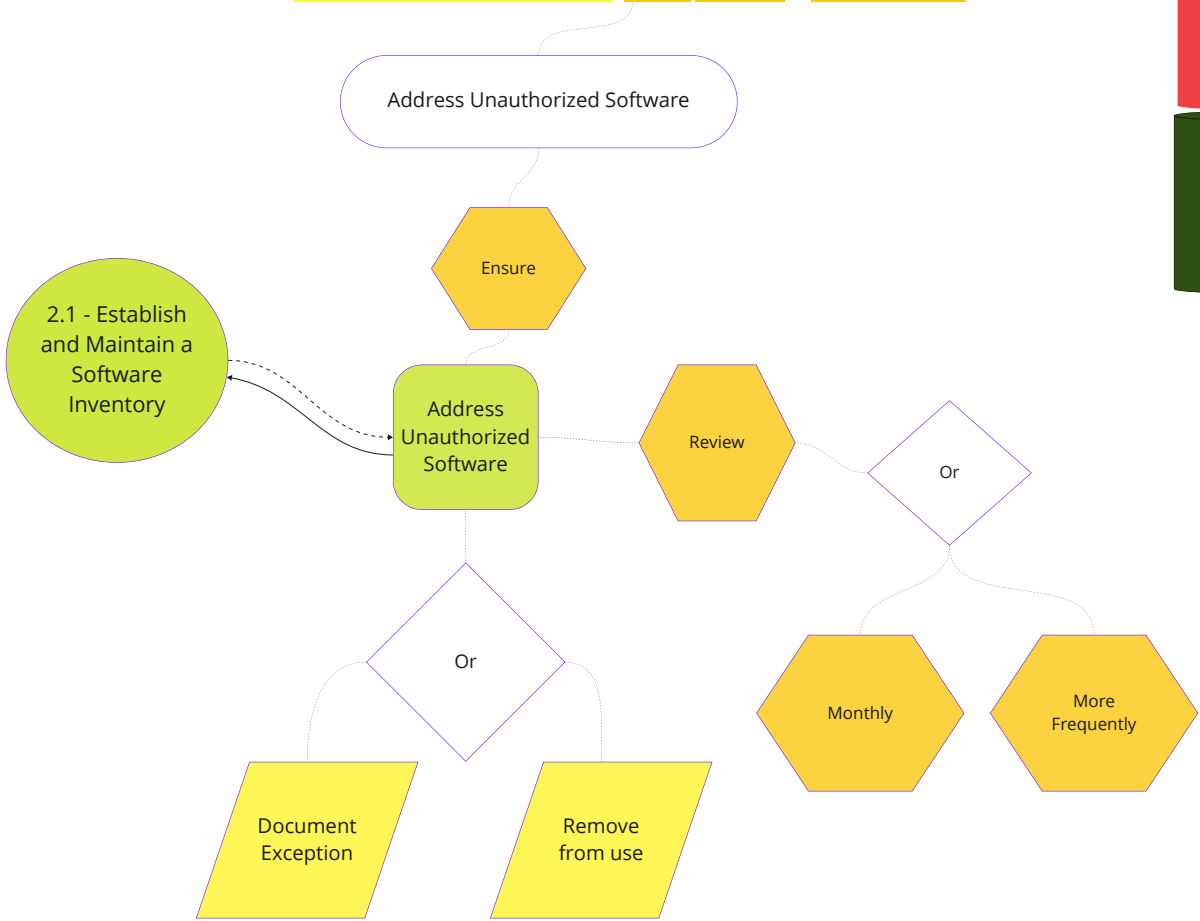 Address Unauthorized Software
Ensure
2.1 - Establish
and Maintain a
Software
Inventory
Address
Unauthorized
Software
Review
Or
Or
Monthly
More
Frequently
Document
Exception
Remove
from use